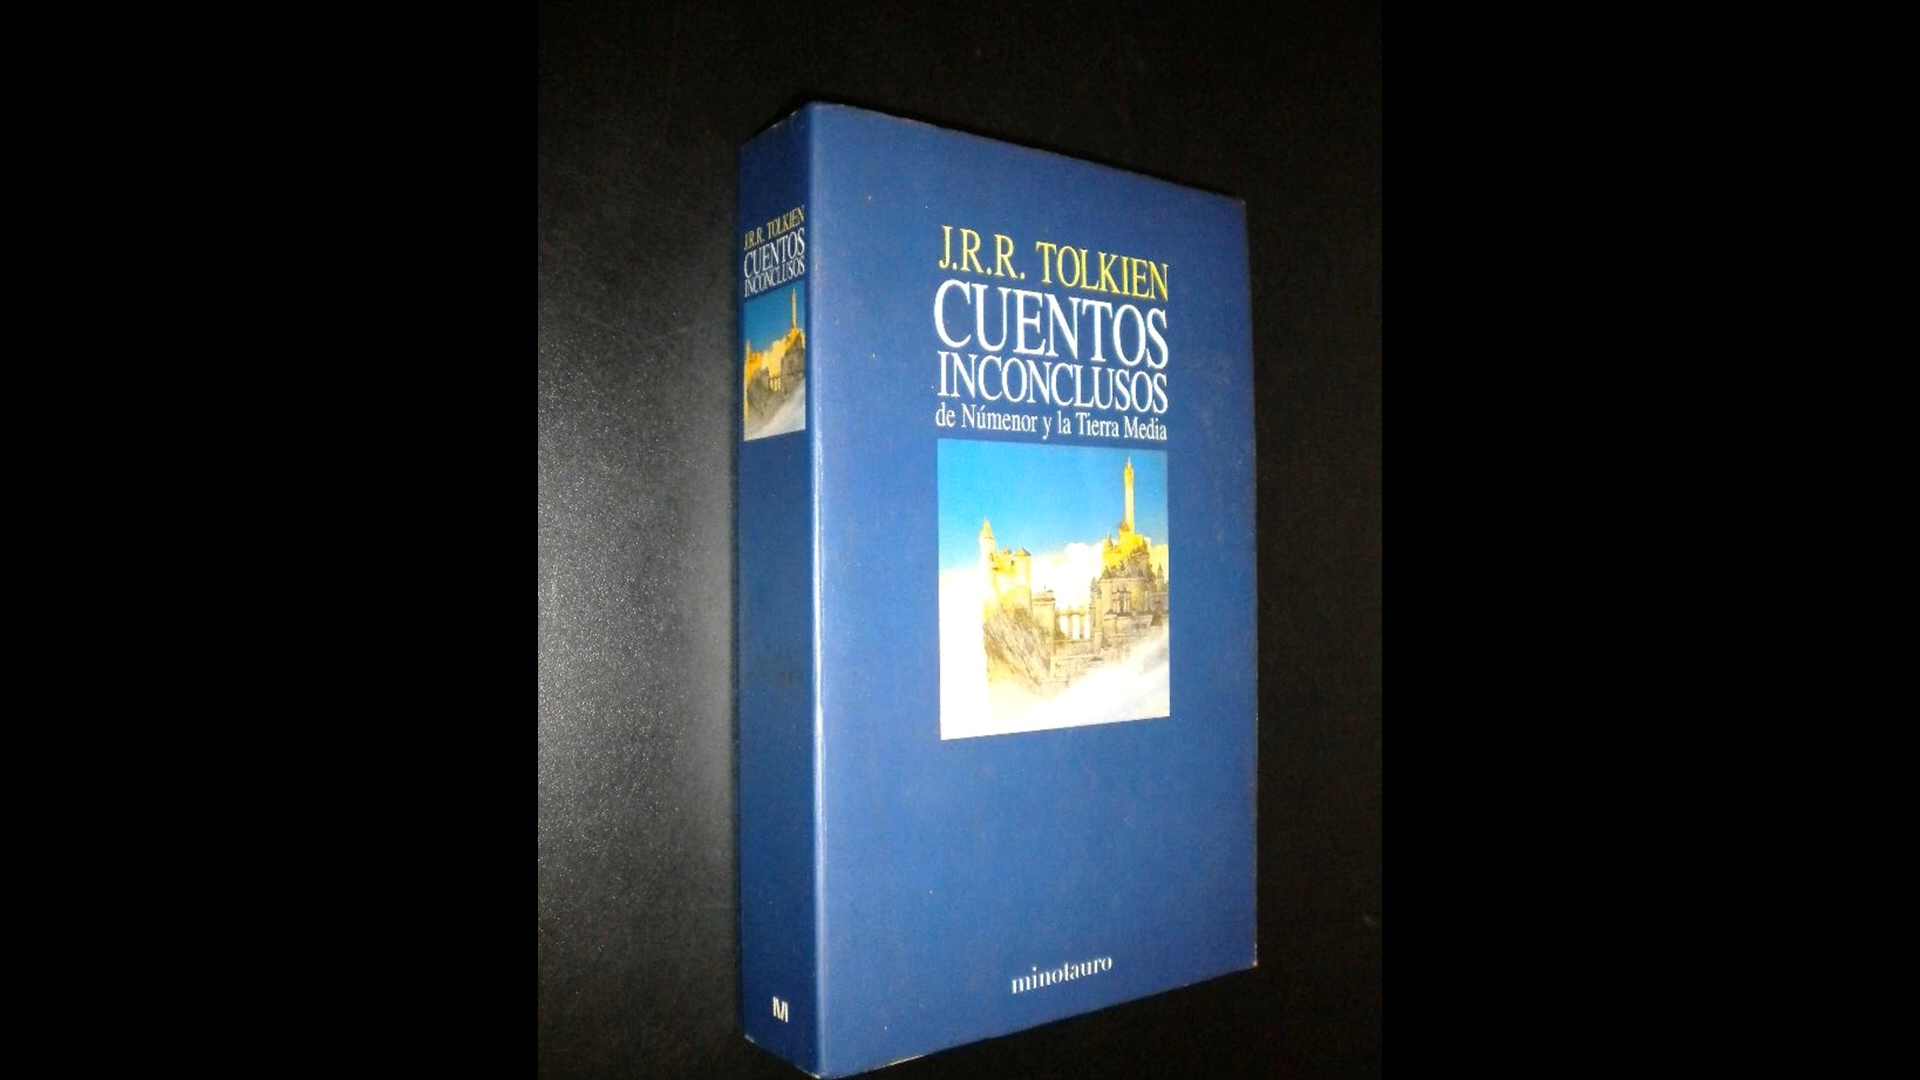 J.R.R. TOLKIEN
CUENTOS
INCONCLUSOS
M
J.R.R. TOLKIEN
CUENTOS
INCONCLUSOS
de Númenor y la Tierra Media
minotauro